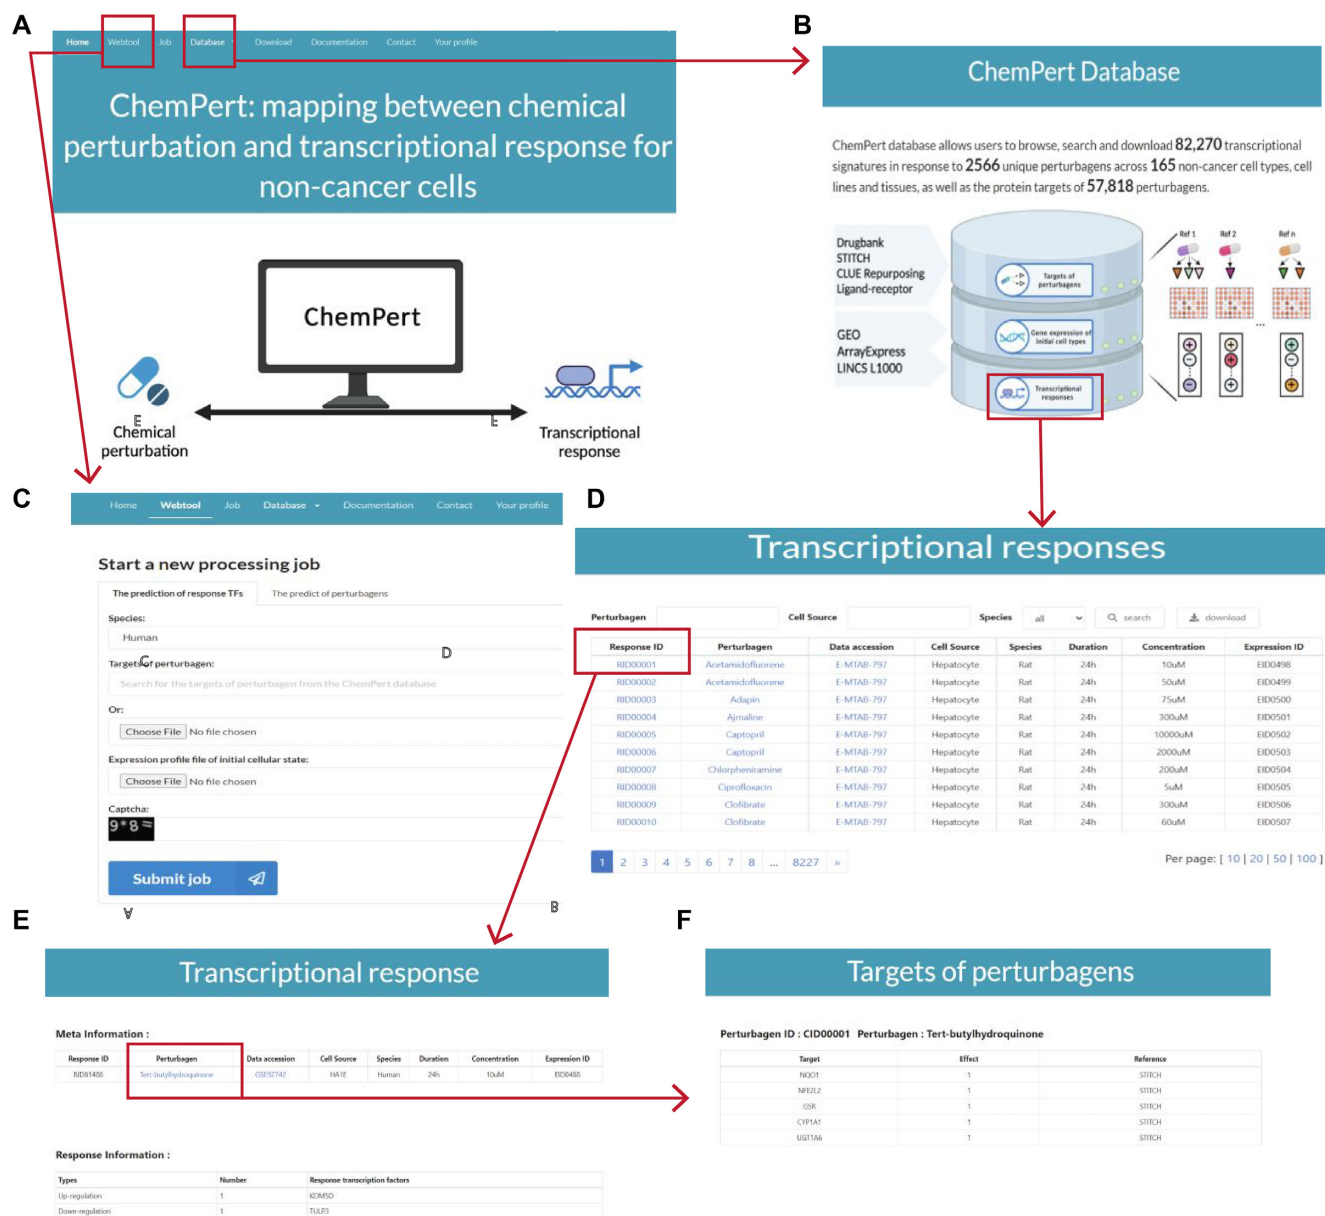 A
Home Webtool Job Database Download Documentation Contact Your profile
ChemPert: mapping between chemical
perturbation and transcriptional response for
non-cancer cells
ChemPert
E
Chemical
perturbation
E
Transcriptional
response
B
ChemPert Database
ChemPert database allows users to browse, search and download 82,270 transcriptional
signatures in response to 2566 unique perturbagens across 165 non-cancer cell types, cell
lines and tissues, as well as the protein targets of 57,818 perturbagens.
Drugbank
STITCH
CLUE Repurposing
Ligand-receptor
GEO
ArrayExpress
LINCS L1000
Targets of
perturbagens
Gene expression of
initial cell types
Transcriptional
responses
Ref 1 Ref 2 Ref n
...
C
Home Webtool Job Database Documentation Contact Your profile
Start a new processing job
The prediction of response TFs The predict of perturbagens
Species:
Human
C
D
Targets of perturbagen:
Search for the targets of perturbagen from the ChemPert database
Or:
Choose File No file chosen
Expression profile file of initial cellular state:
Choose File No file chosen
Captcha:
9*8=
Submit job
A
B
D
Transcriptional responses
Perturbagen Cell Source Species all search download
Response ID Perturbagen Data accession Cell Source Species Duration Concentration Expression ID
RID00001 Acetamidofluorene E-MTAB-797 Hepatocyte Rat 24h 10uM EID0498
RID00002 Acetamidofluorene E-MTAB-797 Hepatocyte Rat 24h 50uM EID0499
RID00003 Adapin E-MTAB-797 Hepatocyte Rat 24h 75uM EID0500
RID00004 Ajmaline E-MTAB-797 Hepatocyte Rat 24h 300uM EID0501
RID00005 Captopril E-MTAB-797 Hepatocyte Rat 24h 10000uM EID0502
RID00006 Captopril E-MTAB-797 Hepatocyte Rat 24h 2000uM EID0503
RID00007 Chlorpheniramine E-MTAB-797 Hepatocyte Rat 24h 200uM EID0504
RID00008 Ciprofloxacin E-MTAB-797 Hepatocyte Rat 24h 5uM EID0505
RID00009 Clofibrate E-MTAB-797 Hepatocyte Rat 24h 300uM EID0506
RID00010 Clofibrate E-MTAB-797 Hepatocyte Rat 24h 60uM EID0507
1 2 3 4 5 6 7 8 ... 8227 »
Per page: [ 10 | 20 | 50 | 100 ]
E
Transcriptional response
Meta Information :
Response ID Perturbagen Data accession Cell Source Species Duration Concentration Expression ID
RID81488 Tert-butylhydroquinone GSE92742 HA1E Human 24h 10uM EID0488
Response Information :
Types Number Response transcription factors
Up-regulation 1 KDM5D
Down-regulation 1 TULP3
F
Targets of perturbagens
Perturbagen ID : CID00001 Perturbagen : Tert-butylhydroquinone
Target Effect Reference
NQO1 1 STITCH
NFE2L2 1 STITCH
GSR 1 STITCH
CYP1A1 1 STITCH
UGT1A6 1 STITCH